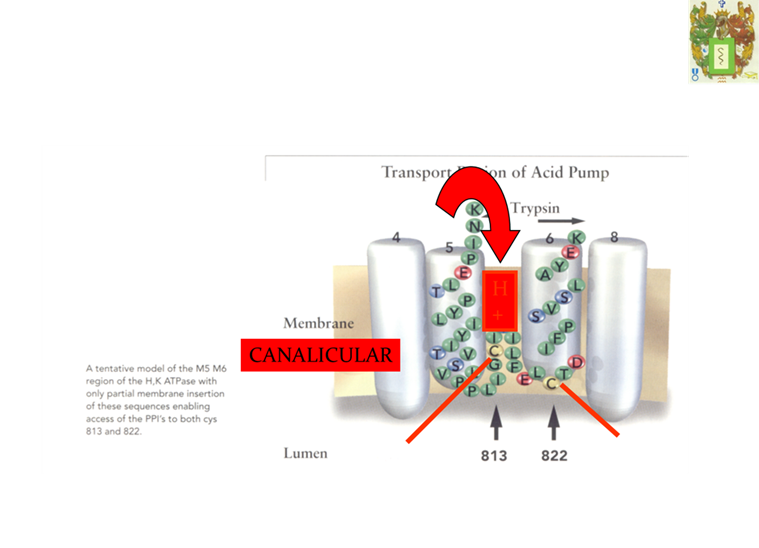 Transport Region of Acid Pump
Trypsin
4
5
6
8
H
+
Membrane
CANALICULAR
A tentative model of the M5 M6
region of the H,K ATPase with
only partial membrane insertion
of these sequences enabling
access of the PPI's to both cys
813 and 822.
Lumen
813
822
K
N
I
P
E
L
T
P
Y
L
I
Y
I
T
V
S
V
P
P
L
I
G
C
I
I
L
F
E
L
C
T
D
I
F
P
S
V
S
L
A
Y
E
K